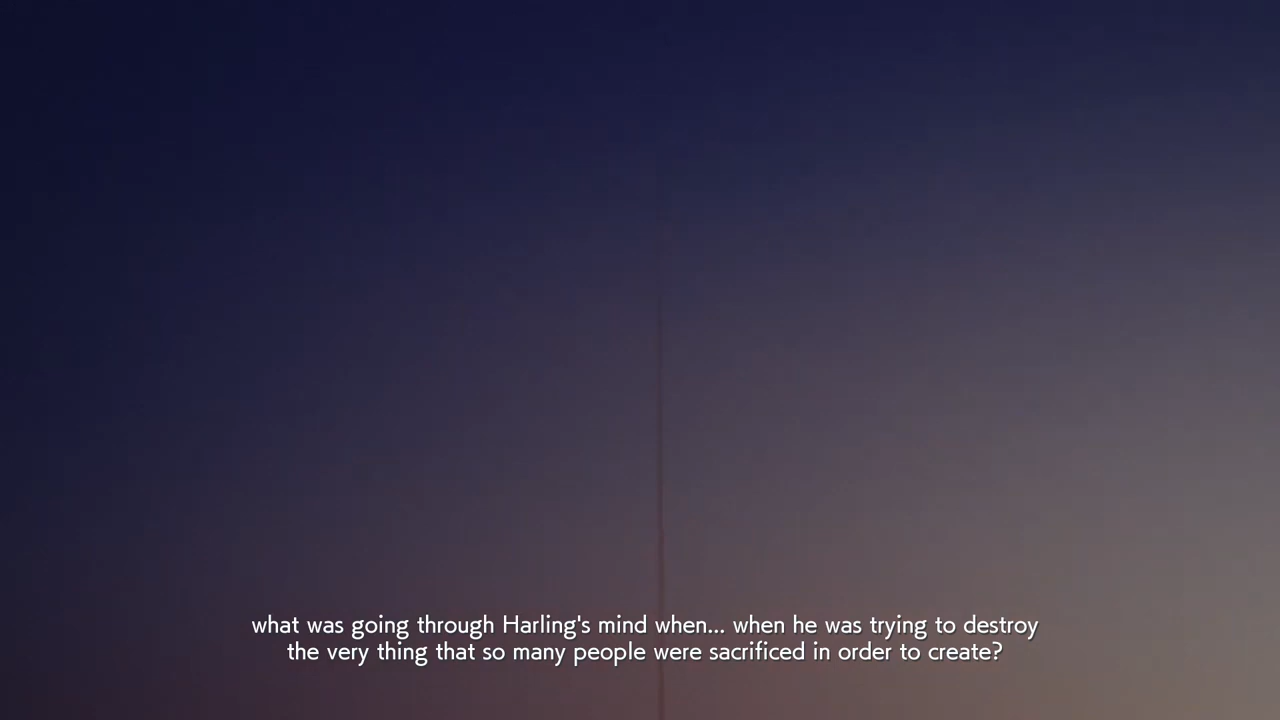 what was going through Harling's mind when... when he was trying to destroy
the very thing that so many people were sacrificed in order to create?